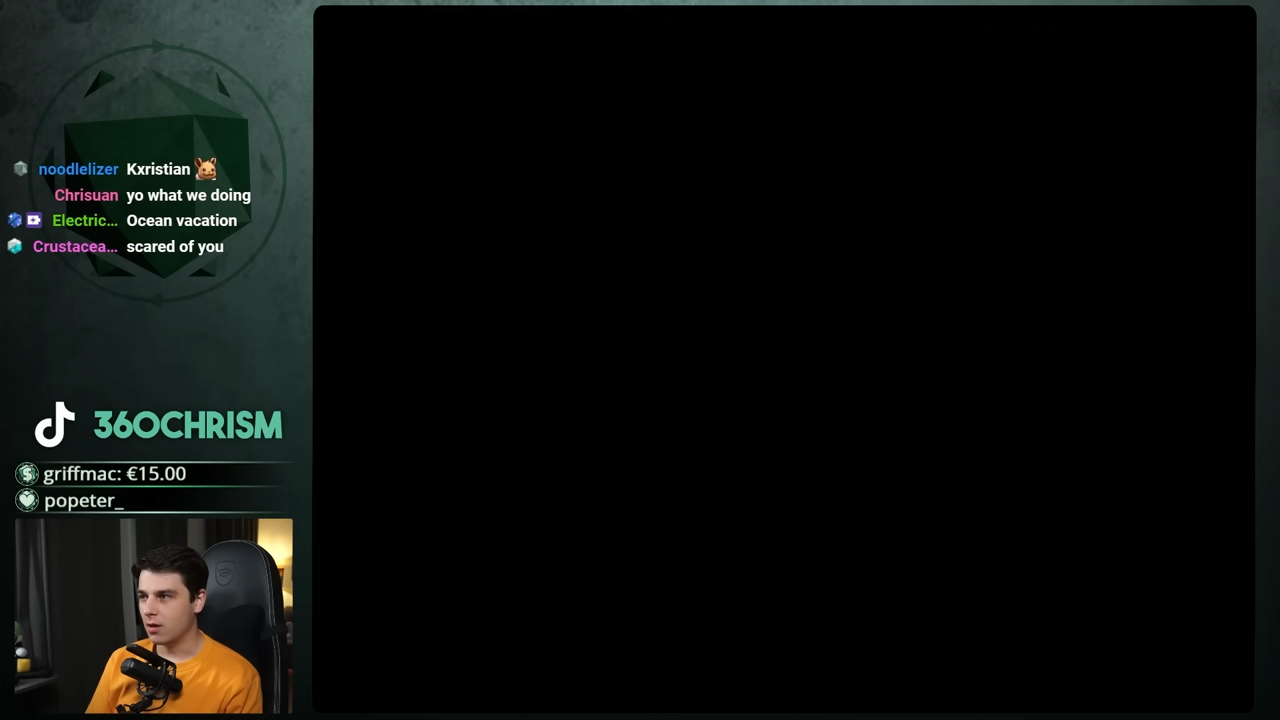 noodlelizer Kxristian
Chrisuan yo what we doing
Electric… Ocean vacation
Crustacea… scared of you
360CHRISM
griffmac: €15.00
popeter_